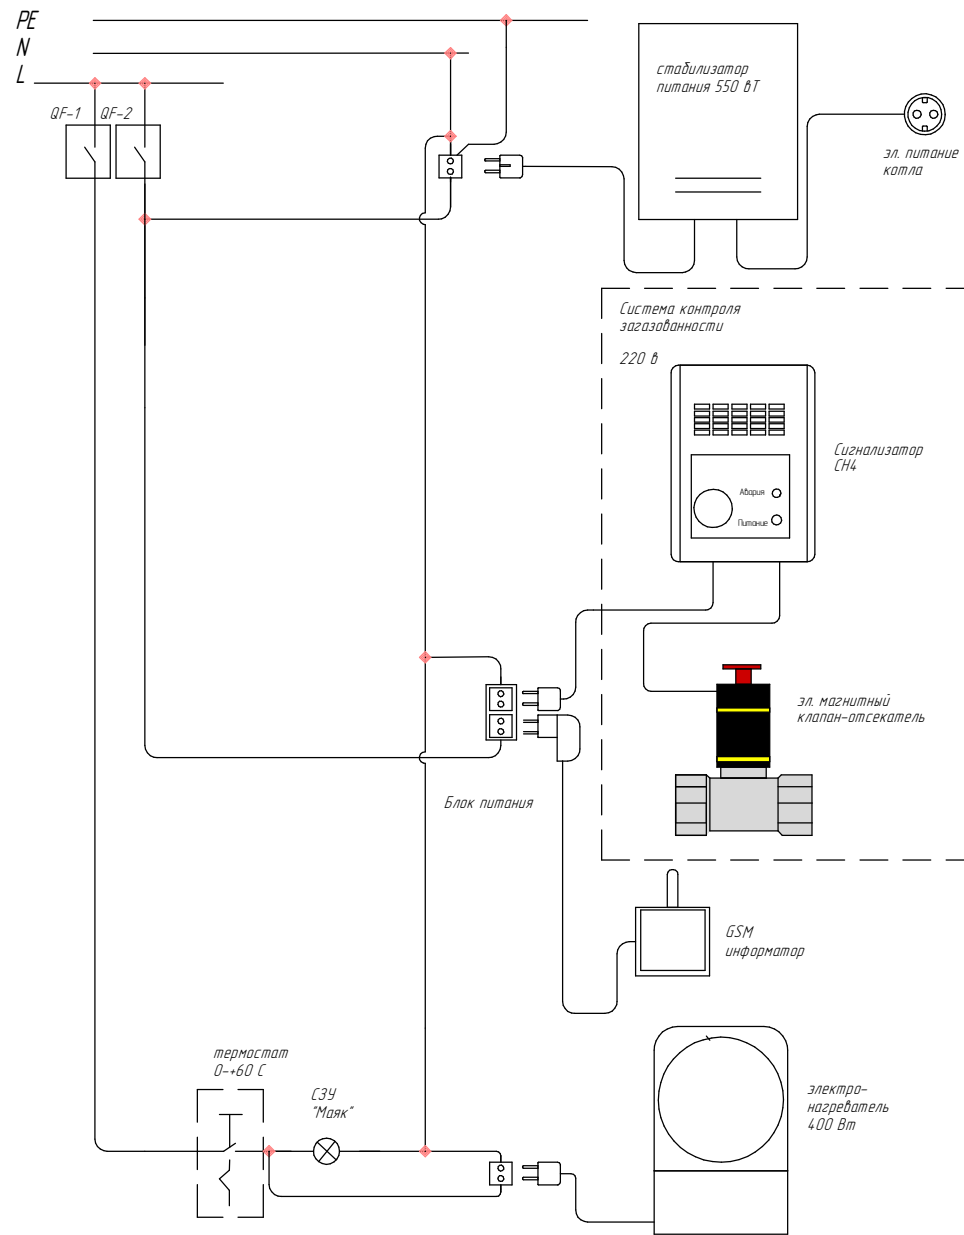 PE
N
L
QF-1 QF-2
стабилизатор
питания 550 вТ
эл. питание
котла
Система контроля
загазованности
220 в
Сигнализатор
СН4
Авария
Питание
эл. магнитный
клапан-отсекатель
Блок питания
GSM
информатор
термостат
0-+60 С
СЗУ
"Маяк"
электро-
нагреватель
400 Вт